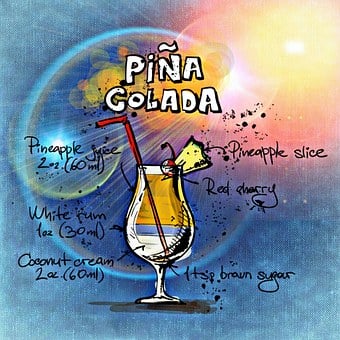 PiÑA
COLADA
Pineapple juice
2oz. (60ml)
Pineapple slice
Red cherry
White rum
1oz (30ml)
Coconut cream
2oz. (60ml)
1tsp brown sugar